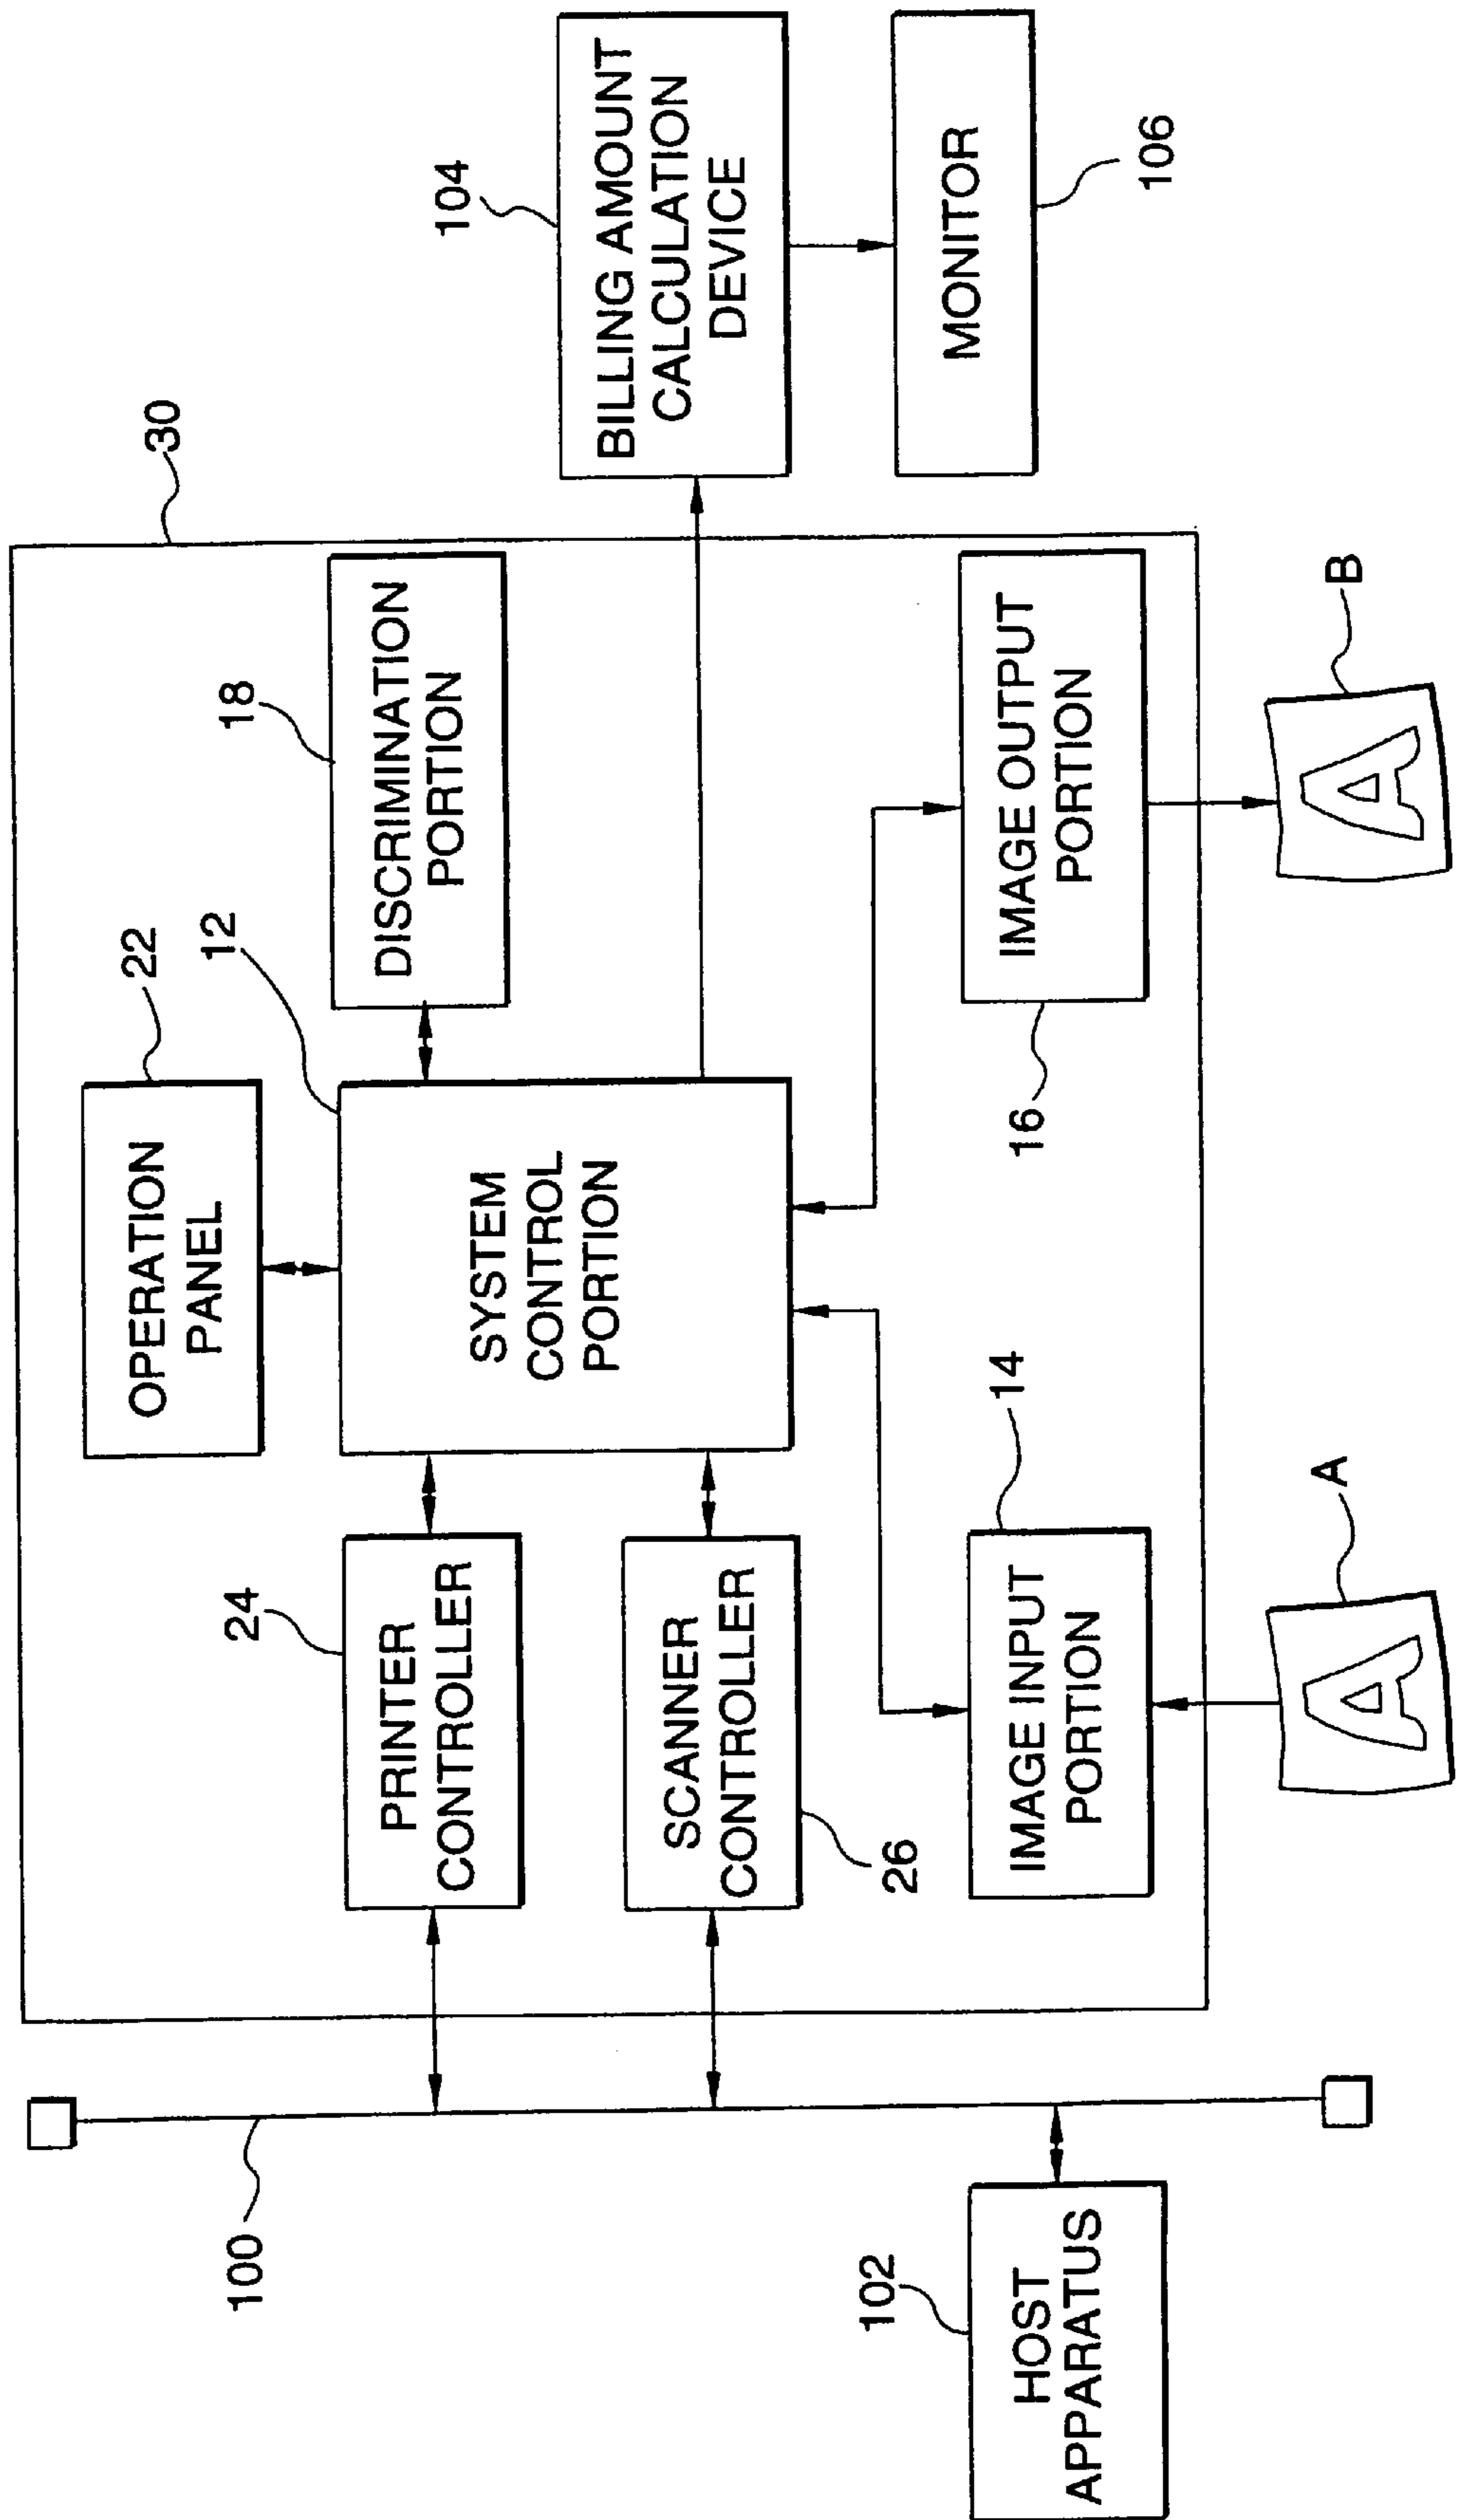 30
22
OPERATION
PANEL
12
18
DISCRIMINATION
PORTION
104
BILLING AMOUNT
CALCULATION
DEVICE
24
PRINTER
CONTROLLER
SYSTEM
CONTROL
PORTION
100
SCANNER
CONTROLLER
26
MONITOR
106
102
HOST
APPARATUS
14
IMAGE INPUT
PORTION
16
IMAGE OUTPUT
PORTION
A
A
B
A